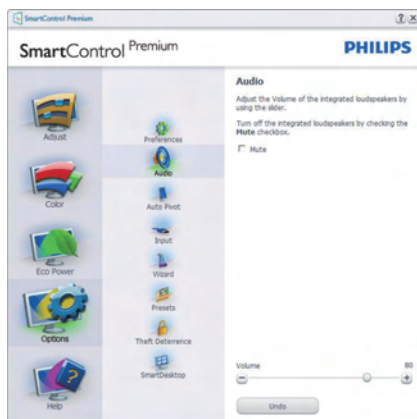 SmartControl Premium
SmartControl Premium
PHILIPS
Adjust
Color
Eco Power
Options
Help
Preferences
Audio
Auto Pivot
Input
Wizard
Presets
Theft Deterrence
SmartDesktop
Audio
Adjust the Volume of the integrated loudspeakers by
using the slider.
Turn off the integrated loudspeakers by checking the
Mute checkbox.
Mute
Volume 80
Undo